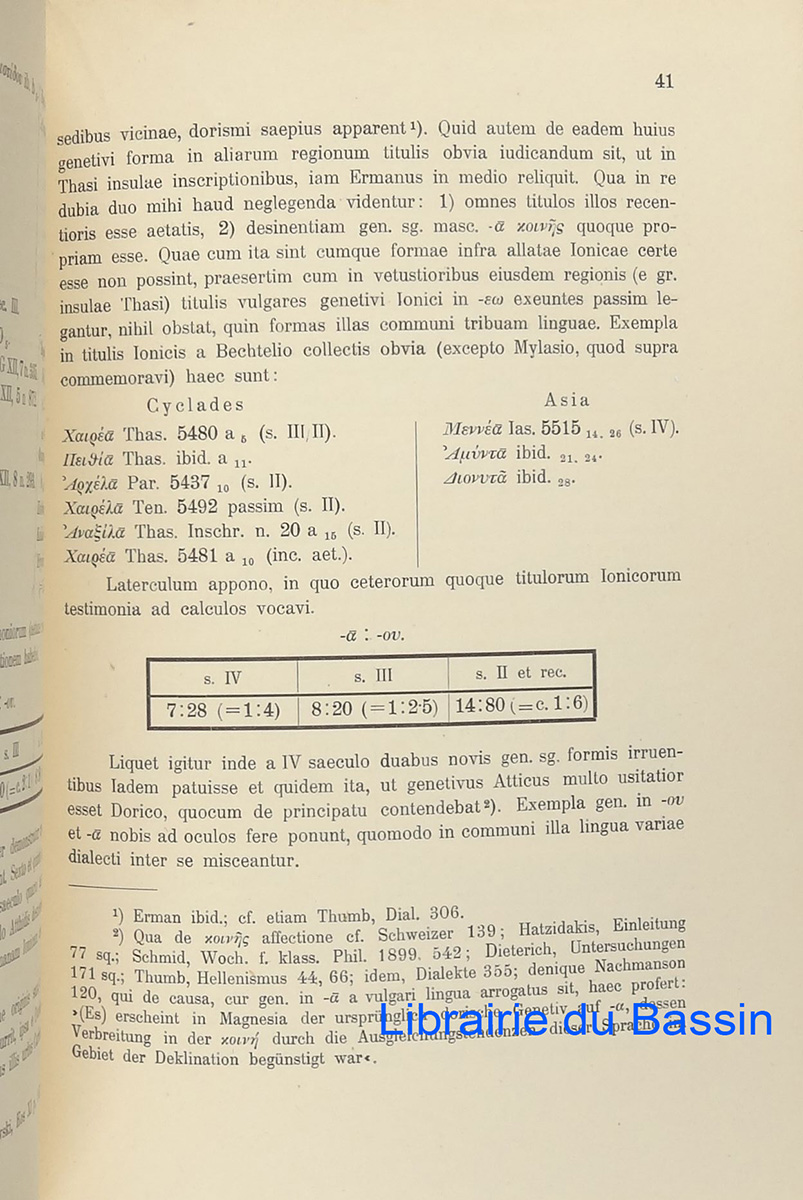 41
sedibus vicinae, dorismi saepius apparent¹). Quid autem de eadem huius
genetivi forma in aliarum regionum titulis obvia iudicandum sit, ut in
Thasi insulae inscriptionibus, iam Ermanus in medio reliquit. Qua in re
dubia duo mihi haud neglegenda videntur: 1) omnes titulos illos recen-
tioris esse aetatis, 2) desinentiam gen. sg. masc. -ᾱ κοινῆς quoque pro-
priam esse. Quae cum ita sint cumque formae infra allatae Ionicae certe
esse non possint, praesertim cum in vetustioribus eiusdem regionis (e gr.
insulae Thasi) titulis vulgares genetivi Ionici in -εω exeuntes passim le-
gantur, nihil obstat, quin formas illas communi tribuam linguae. Exempla
in titulis Ionicis a Bechtelio collectis obvia (excepto Mylasio, quod supra
commemoravi) haec sunt:
Cyclades
Χαιρέᾱ Thas. 5480 a ₅ (s. III/II).
Πειθίᾱ Thas. ibid. a ₁₁.
Ἀρχέλᾱ Par. 5437 ₁₀ (s. II).
Χαιρέλᾱ Ten. 5492 passim (s. II).
Ἀναξίλᾱ Thas. Inschr. n. 20 a ₁₅ (s. II).
Χαιρέᾱ Thas. 5481 a ₁₀ (inc. aet.).
Asia
Μεννέᾱ Ias. 5515 ₁₄. ₂₆ (s. IV).
Ἀμύντᾱ ibid. ₂₁. ₂₄.
Διονυτᾶ ibid. ₂₈.
Laterculum appono, in quo ceterorum quoque titulorum Ionicorum
testimonia ad calculos vocavi.
-ᾱ : -ου.
s. IV | s. III | s. II et rec.
7:28 (=1:4) | 8:20 (=1:2·5) | 14:80 (=c. 1:6)
Liquet igitur inde a IV saeculo duabus novis gen. sg. formis irruen-
tibus Iadem patuisse et quidem ita, ut genetivus Atticus multo usitatior
esset Dorico, quocum de principatu contendebat²). Exempla gen. in -ου
et -ᾱ nobis ad oculos fere ponunt, quomodo in communi illa lingua variae
dialecti inter se misceantur.
¹) Erman ibid.; cf. etiam Thumb, Dial. 306.
²) Qua de κοινῆς affectione cf. Schweizer 139; Hatzidakis, Einleitung
77 sq.; Schmid, Woch. f. klass. Phil. 1899. 542; Dieterich, Untersuchungen
171 sq.; Thumb, Hellenismus 44, 66; idem, Dialekte 355; denique Nachmanson
120, qui de causa, cur gen. in -ᾱ a vulgari lingua arrogatus sit, haec profert:
›(Es) erscheint in Magnesia der ursprünglich dorische Genetiv auf -α, dessen
Verbreitung in der κοινή durch die Ausgleichungstendenzen dieser Sprache im
Gebiet der Deklination begünstigt war‹.
Librairie du Bassin